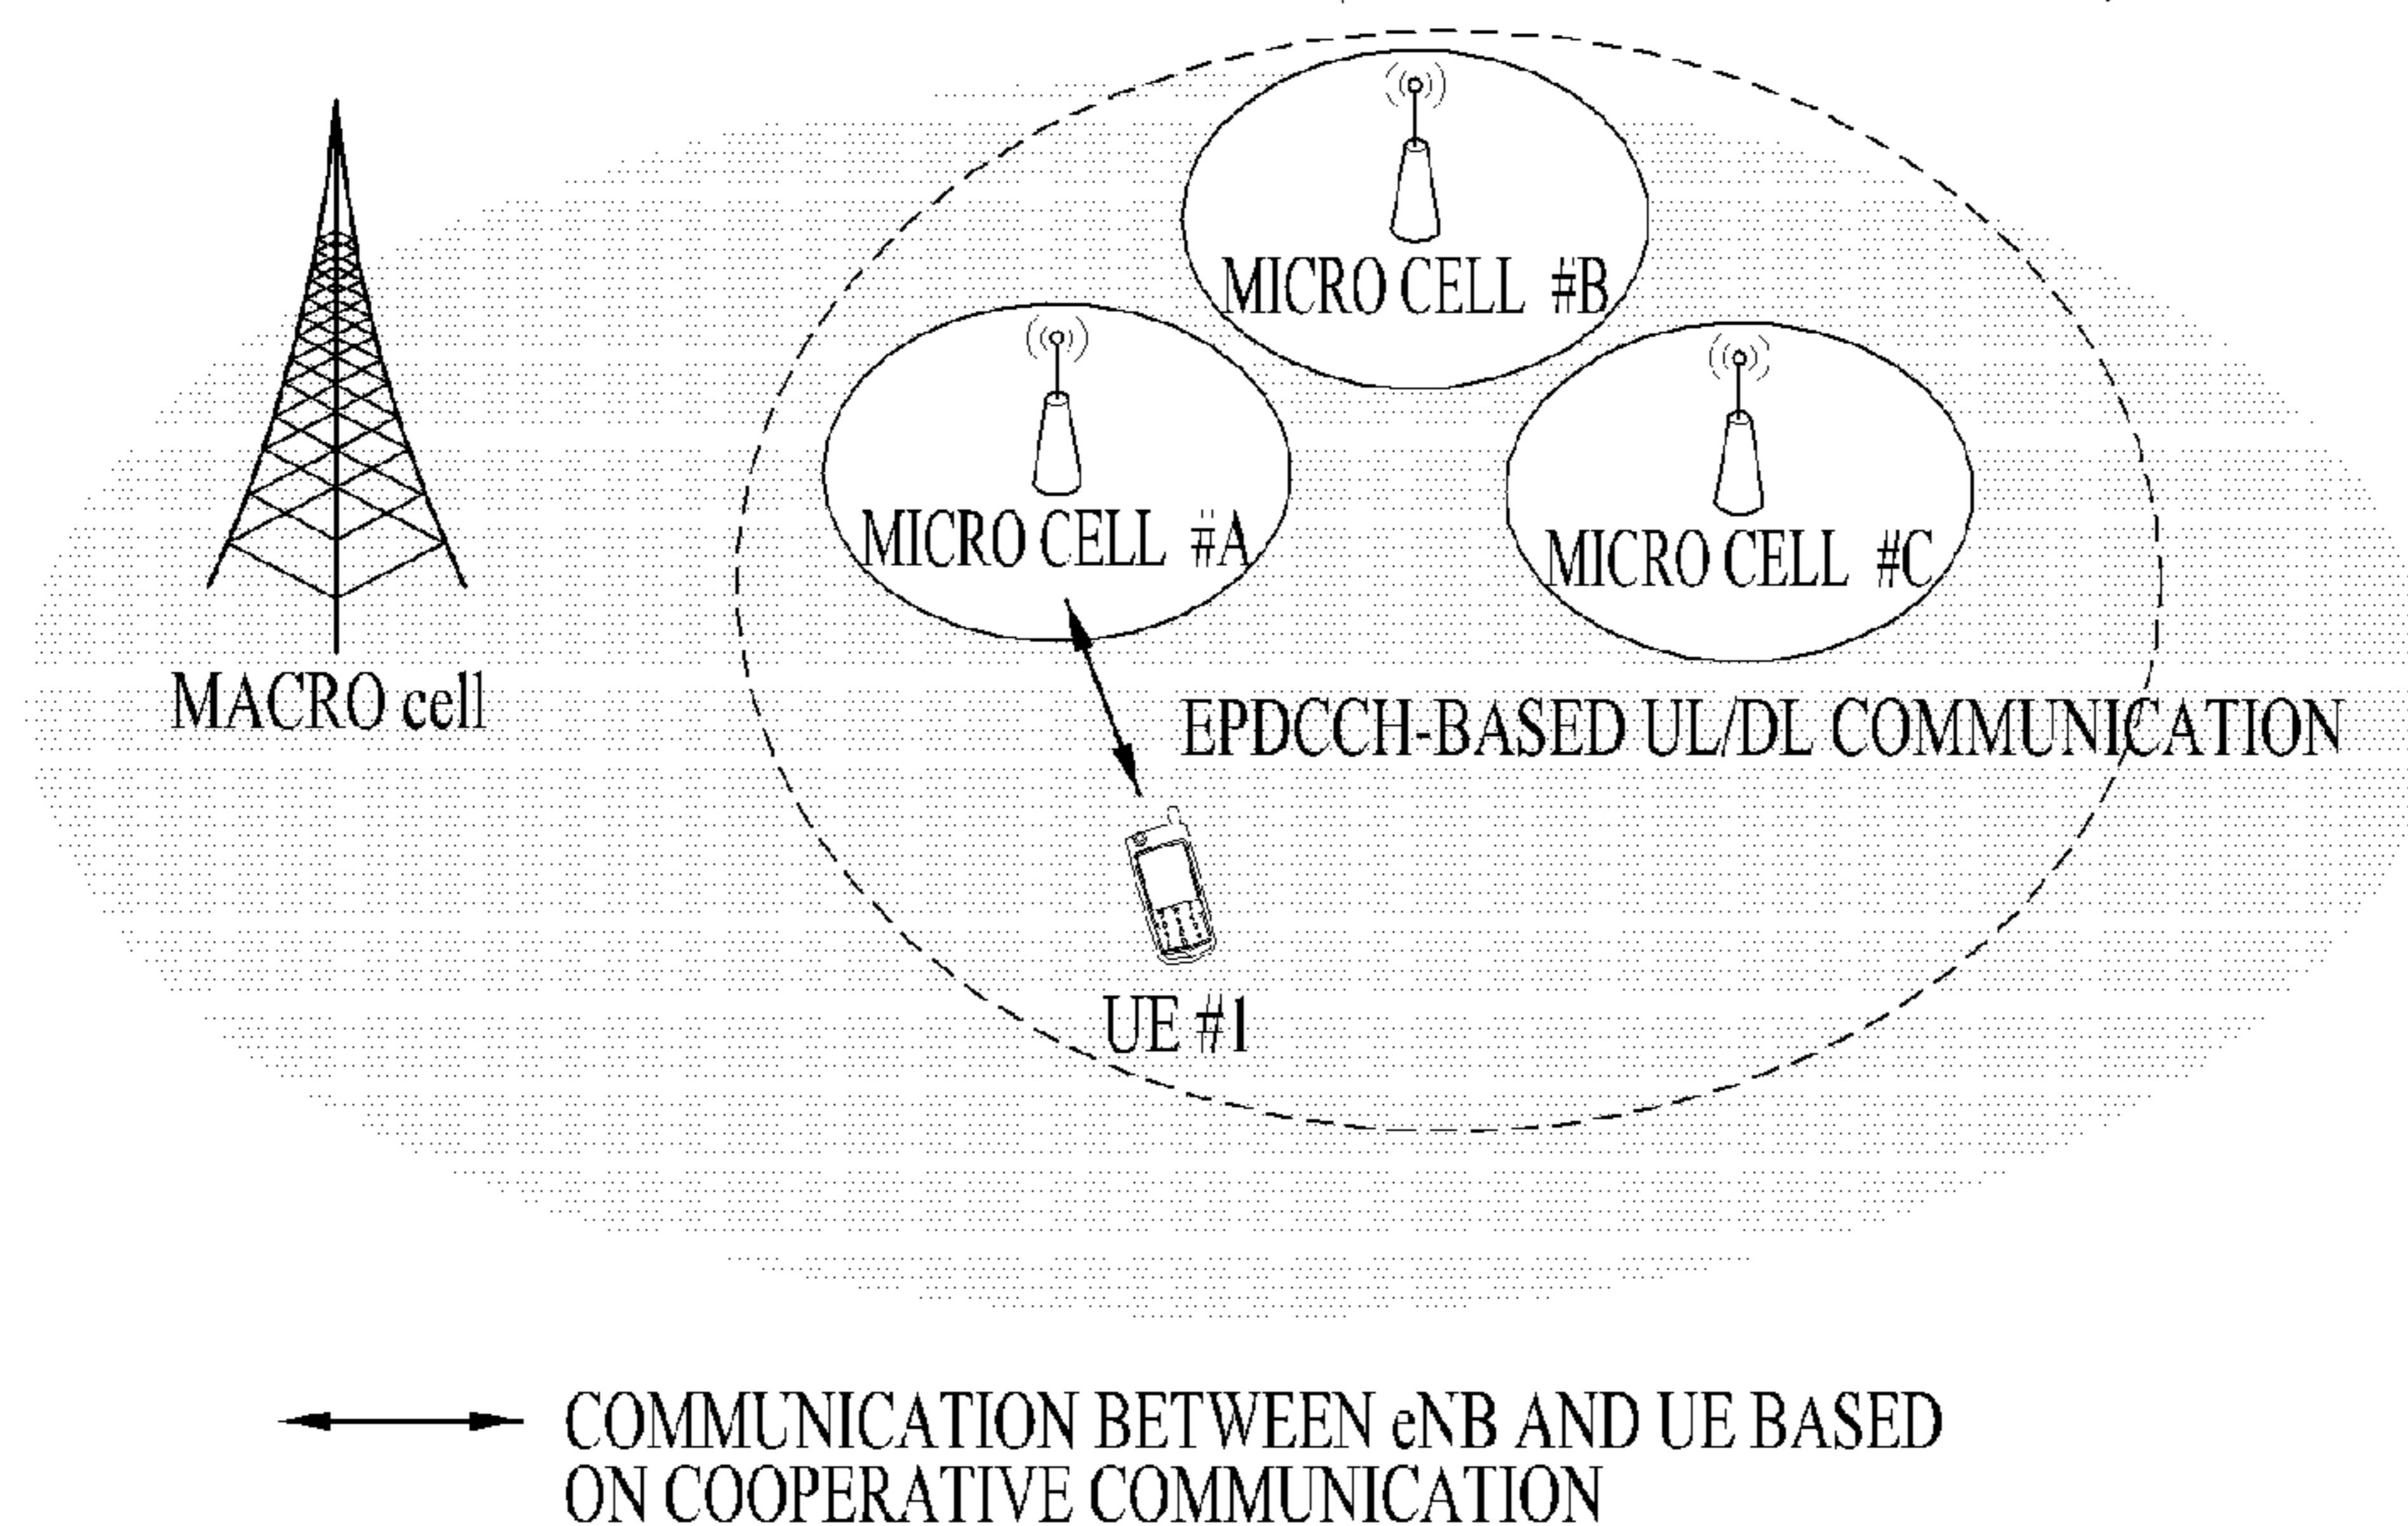 MICRO CELL #B
MICRO CELL #A
MICRO CELL #C
MACRO cell
EPDCCH-BASED UL/DL COMMUNICATION
UE #1
COMMUNICATION BETWEEN eNB AND UE BASED
ON COOPERATIVE COMMUNICATION